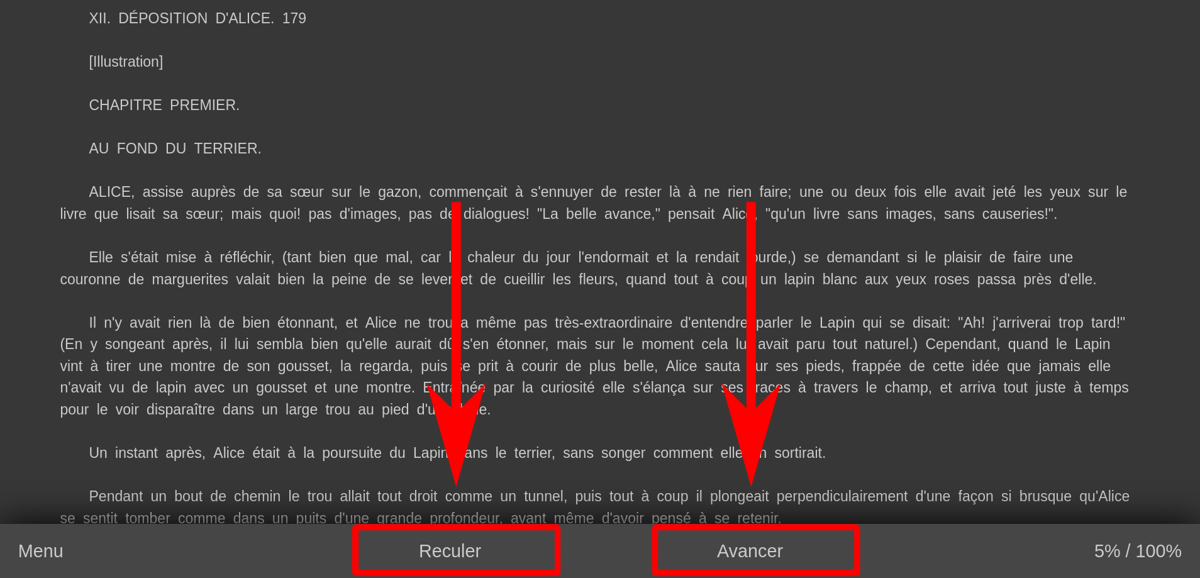 XII. DÉPOSITION D'ALICE. 179
[Illustration]
CHAPITRE PREMIER.
AU FOND DU TERRIER.
ALICE, assise auprès de sa sœur sur le gazon, commençait à s'ennuyer de rester là à ne rien faire; une ou deux fois elle avait jeté les yeux sur le
livre que lisait sa sœur; mais quoi! pas d'images, pas de dialogues! "La belle avance," pensait Alice, "qu'un livre sans images, sans causeries!".
Elle s'était mise à réfléchir, (tant bien que mal, car la chaleur du jour l'endormait et la rendait lourde,) se demandant si le plaisir de faire une
couronne de marguerites valait bien la peine de se lever et de cueillir les fleurs, quand tout à coup un lapin blanc aux yeux roses passa près d'elle.
Il n'y avait rien là de bien étonnant, et Alice ne trouva même pas très-extraordinaire d'entendre parler le Lapin qui se disait: "Ah! j'arriverai trop tard!"
(En y songeant après, il lui sembla bien qu'elle aurait dû s'en étonner, mais sur le moment cela lui avait paru tout naturel.) Cependant, quand le Lapin
vint à tirer une montre de son gousset, la regarda, puis se prit à courir de plus belle, Alice sauta sur ses pieds, frappée de cette idée que jamais elle
n'avait vu de lapin avec un gousset et une montre. Entraînée par la curiosité elle s'élança sur ses traces à travers le champ, et arriva tout juste à temps
pour le voir disparaître dans un large trou au pied d'une haie.
Un instant après, Alice était à la poursuite du Lapin dans le terrier, sans songer comment elle en sortirait.
Pendant un bout de chemin le trou allait tout droit comme un tunnel, puis tout à coup il plongeait perpendiculairement d'une façon si brusque qu'Alice
se sentit tomber comme dans un puits d'une grande profondeur, avant même d'avoir pensé à se retenir.
Menu Reculer Avancer 5% / 100%